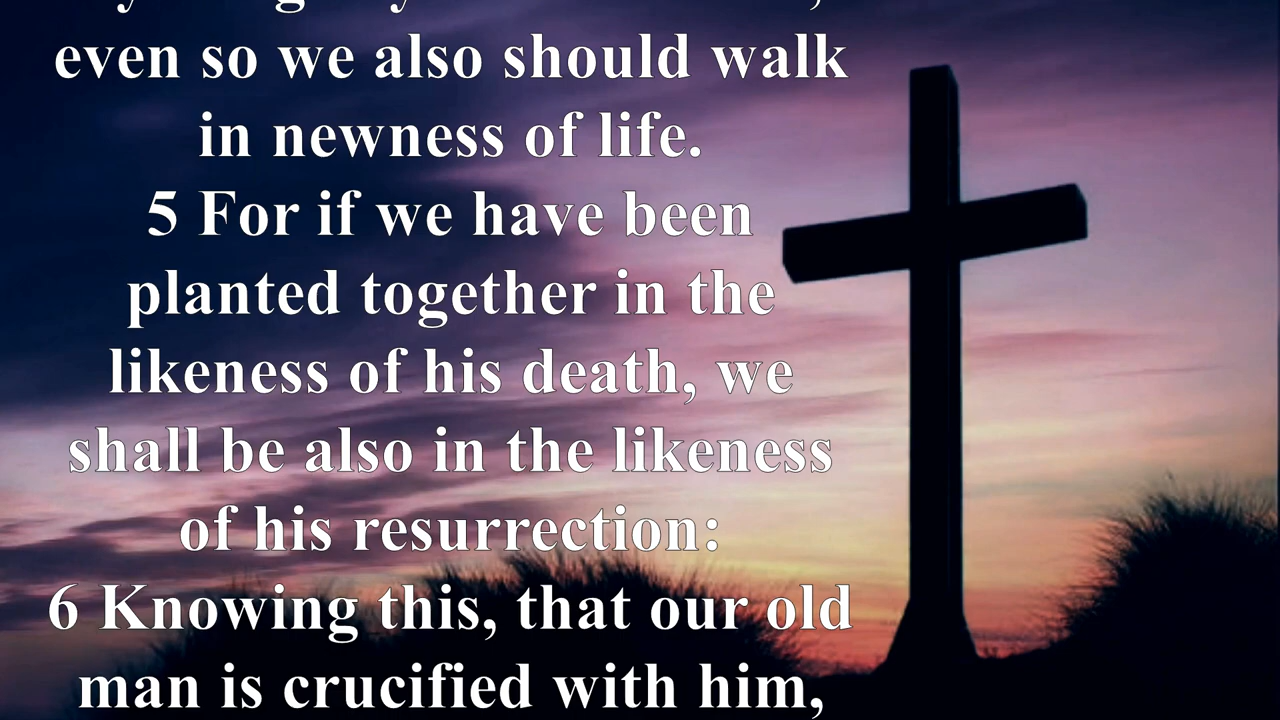 even so we also should walk
in newness of life.
5 For if we have been
planted together in the
likeness of his death, we
shall be also in the likeness
of his resurrection:
6 Knowing this, that our old
man is crucified with him,